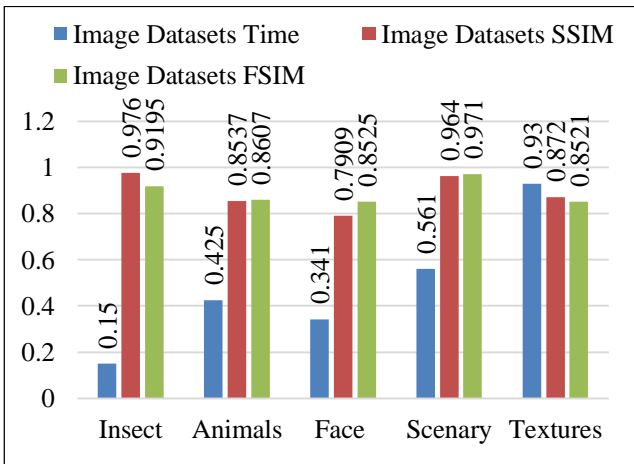 Image Datasets Time
Image Datasets SSIM
Image Datasets FSIM
1.2
1
0.8
0.6
0.4
0.2
0
0.15
0.976
0.9195
0.425
0.8537
0.8607
0.341
0.7909
0.8525
0.561
0.964
0.971
0.93
0.872
0.8521
Insect
Animals
Face
Scenary
Textures